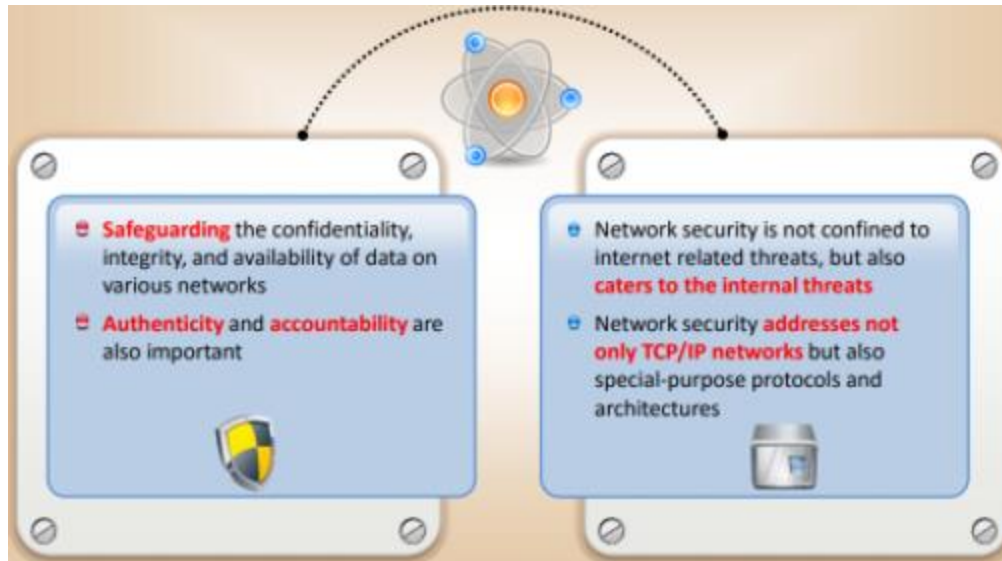 Safeguarding the confidentiality,
integrity, and availability of data on
various networks
Authenticity and accountability are
also important
Network security is not confined to
internet related threats, but also
caters to the internal threats
Network security addresses not
only TCP/IP networks but also
special-purpose protocols and
architectures